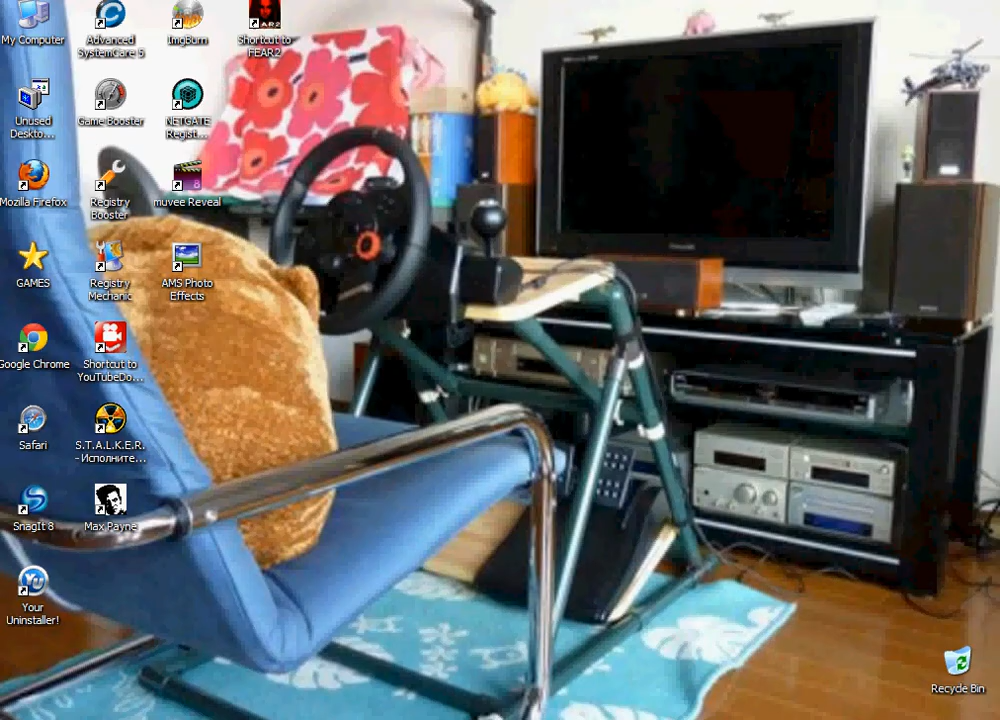 My Computer
Advanced
SystemCare 5
ImgBurn
Shortcut to
FEAR2
Unused
Deskto...
Game Booster
NETGATE
Regist...
Mozilla Firefox
Registry
Booster
muvee Reveal
GAMES
Registry
Mechanic
AMS Photo
Effects
Google Chrome
Shortcut to
YouTubeDo...
Safari
S.T.A.L.K.E.R.
- Исполните...
SnagIt 8
Max Payne
Your
Uninstaller!
Recycle Bin